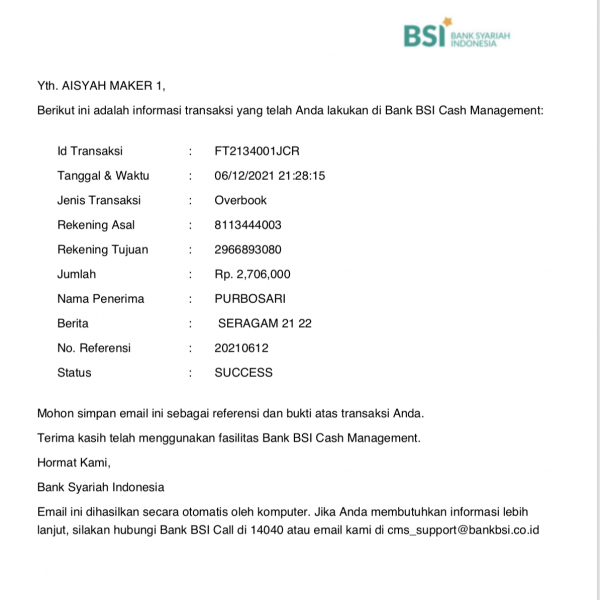 BSI BANK SYARIAH
INDONESIA
Yth. AISYAH MAKER 1,
Berikut ini adalah informasi transaksi yang telah Anda lakukan di Bank BSI Cash Management:
Id Transaksi : FT2134001JCR
Tanggal & Waktu : 06/12/2021 21:28:15
Jenis Transaksi : Overbook
Rekening Asal : 8113444003
Rekening Tujuan : 2966893080
Jumlah : Rp. 2,706,000
Nama Penerima : PURBOSARI
Berita : SERAGAM 21 22
No. Referensi : 20210612
Status : SUCCESS
Mohon simpan email ini sebagai referensi dan bukti atas transaksi Anda.
Terima kasih telah menggunakan fasilitas Bank BSI Cash Management.
Hormat Kami,
Bank Syariah Indonesia
Email ini dihasilkan secara otomatis oleh komputer. Jika Anda membutuhkan informasi lebih
lanjut, silakan hubungi Bank BSI Call di 14040 atau email kami di cms_support@bankbsi.co.id